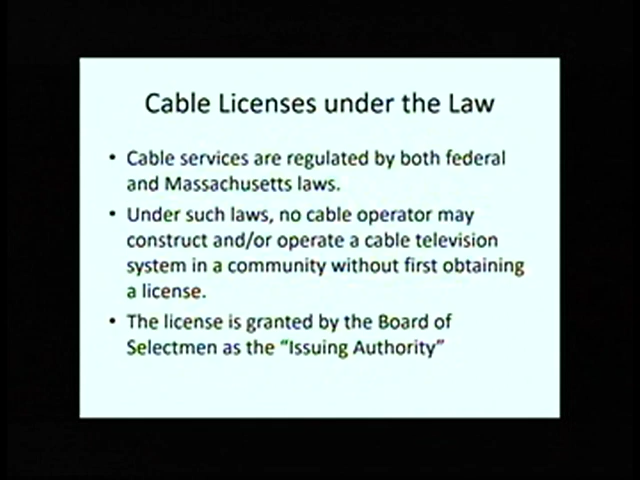 Cable Licenses under the Law
• Cable services are regulated by both federal
and Massachusetts laws.
• Under such laws, no cable operator may
construct and/or operate a cable television
system in a community without first obtaining
a license.
• The license is granted by the Board of
Selectmen as the “Issuing Authority”